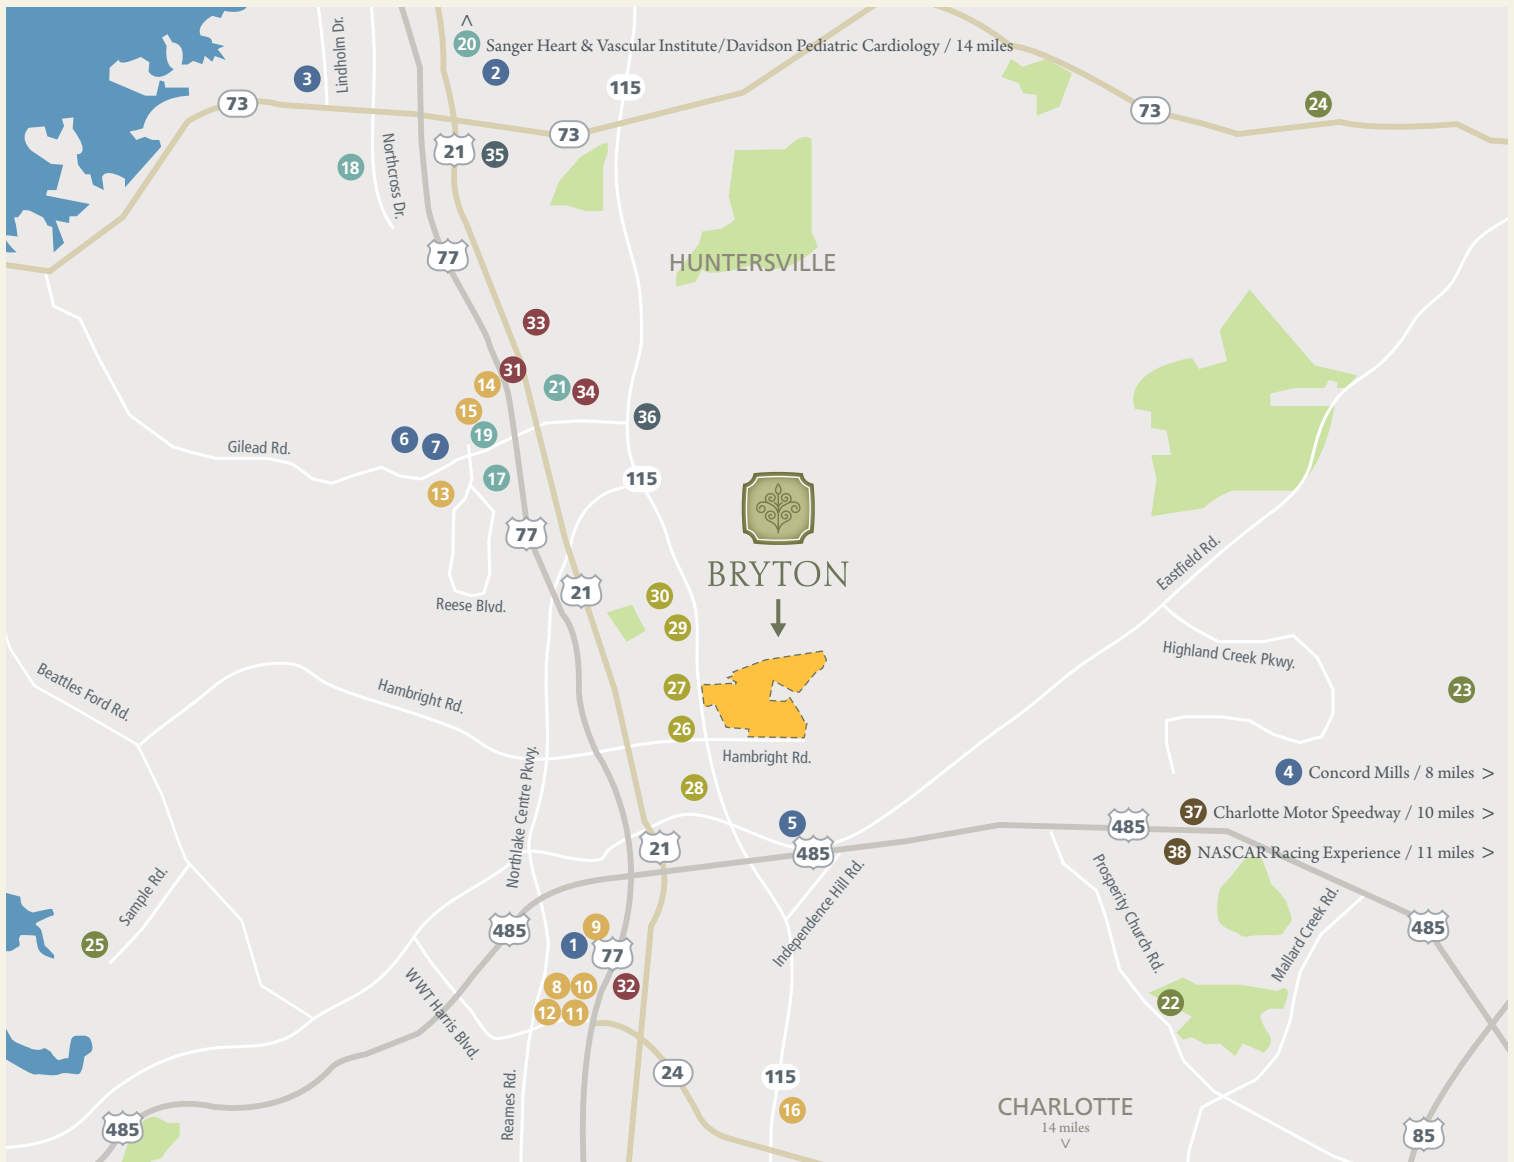 ^
20 Sanger Heart & Vascular Institute/Davidson Pediatric Cardiology / 14 miles
Lindholm Dr.
3
2
115
73
73
73
24
21
35
18
Northcross Dr.
77
HUNTERSVILLE
33
31
14
21
34
15
36
6
7
19
Gilead Rd.
17
115
13
77
BRYTON
Eastfield Rd.
21
30
Reese Blvd.
29
Highland Creek Pkwy.
Beattles Ford Rd.
Hambright Rd.
27
23
26
Hambright Rd.
4 Concord Mills / 8 miles >
28
Northlake Centre Pkwy.
37 Charlotte Motor Speedway / 10 miles >
5
485
21
485
38 NASCAR Racing Experience / 11 miles >
Sample Rd.
Independence Hill Rd.
Prosperity Church Rd.
Mallard Creek Rd.
485
9
485
25
1
77
WWT Harris Blvd.
8
10
32
22
12
11
24
115
Reames Rd.
16
CHARLOTTE
14 miles
V
485
85